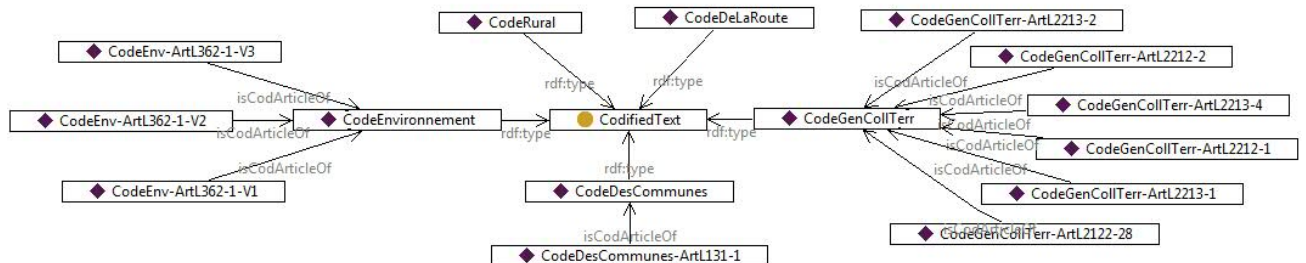 CodeRural
CodeDeLaRoute
CodeGenCollTerr-ArtL2213-2
CodeEnv-ArtL362-1-V3
CodeGenCollTerr-ArtL2212-2
rdf:type
rdf:type
isCodArticleOf
isCodArticleOf
isCodArticleOf
CodeGenCollTerr-ArtL2213-4
CodeEnv-ArtL362-1-V2
CodeEnvironnement
CodifiedText
CodeGenCollTerr
isCodArticleOf
isCodArticleOf
rdf:type
rdf:type
isCodArticleOf
CodeGenCollTerr-ArtL2212-1
rdf:type
isCodArticleOf
isCodArticleOf
CodeEnv-ArtL362-1-V1
CodeDesCommunes
CodeGenCollTerr-ArtL2213-1
isCodArticleOf
isCodArticleOf
CodeGenCollTerr-ArtL2122-28
CodeDesCommunes-ArtL131-1